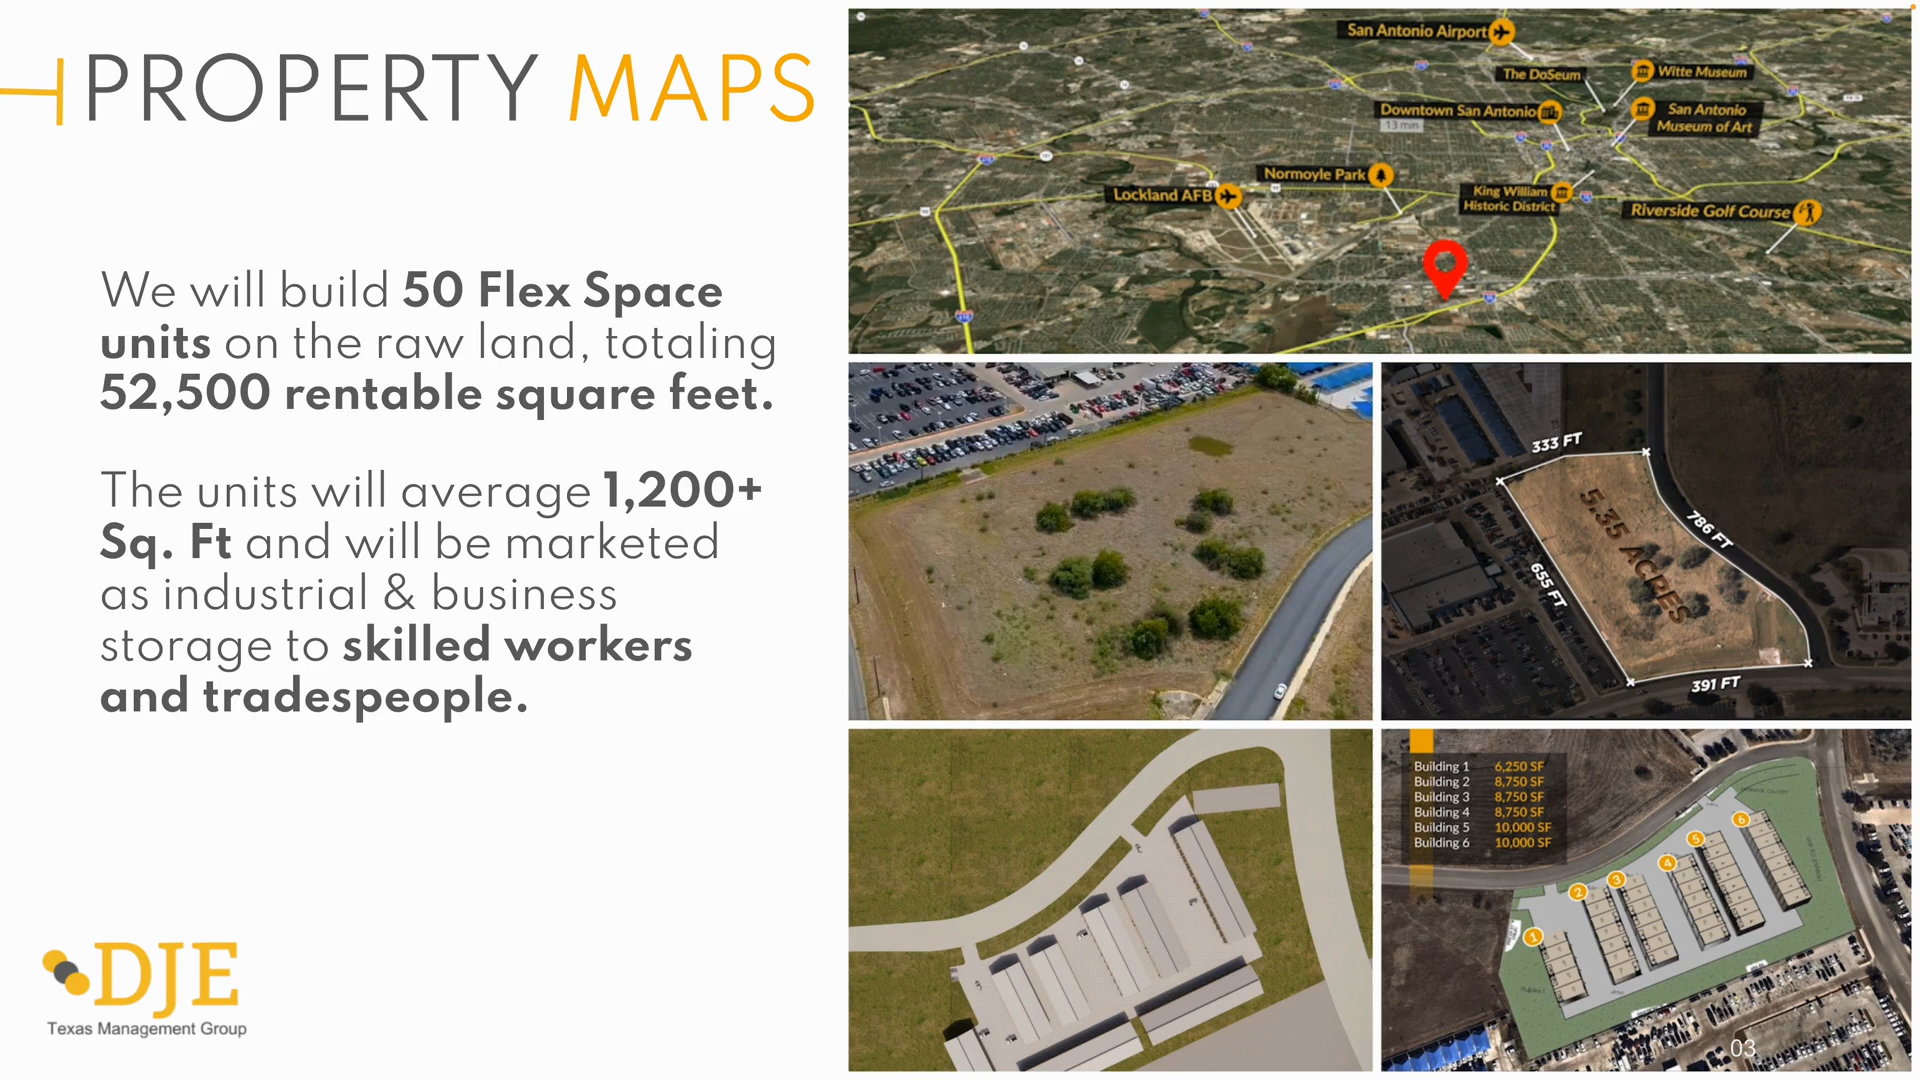 PROPERTY MAPS
We will build 50 Flex Space
units on the raw land, totaling
52,500 rentable square feet.
The units will average 1,200+
Sq. Ft and will be marketed
as industrial & business
storage to skilled workers
and tradespeople.
DJE
Texas Management Group
San Antonio Airport
The DoSeum
Witte Museum
Downtown San Antonio
13 min
San Antonio
Museum of Art
Normoyle Park
Lockland AFB
King William
Historic District
Riverside Golf Course
333 FT
786 FT
5.35 ACRES
655 FT
391 FT
Building 1 6,250 SF
Building 2 8,750 SF
Building 3 8,750 SF
Building 4 8,750 SF
Building 5 10,000 SF
Building 6 10,000 SF
6
5
4
3
2
1
03